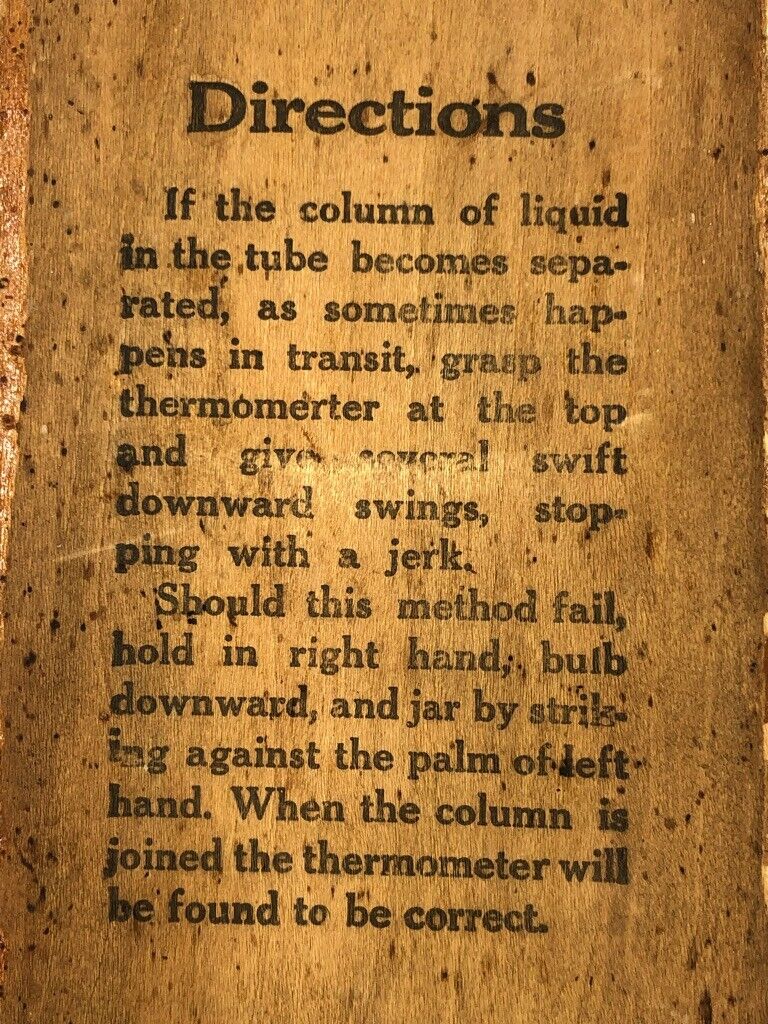 Directions
If the column of liquid
in the tube becomes sepa-
rated, as sometimes hap-
pens in transit, grasp the
thermomerter at the top
and give several swift
downward swings, stop-
ping with a jerk.
Should this method fail,
hold in right hand, bulb
downward, and jar by strik-
ing against the palm of left
hand. When the column is
joined the thermometer will
be found to be correct.